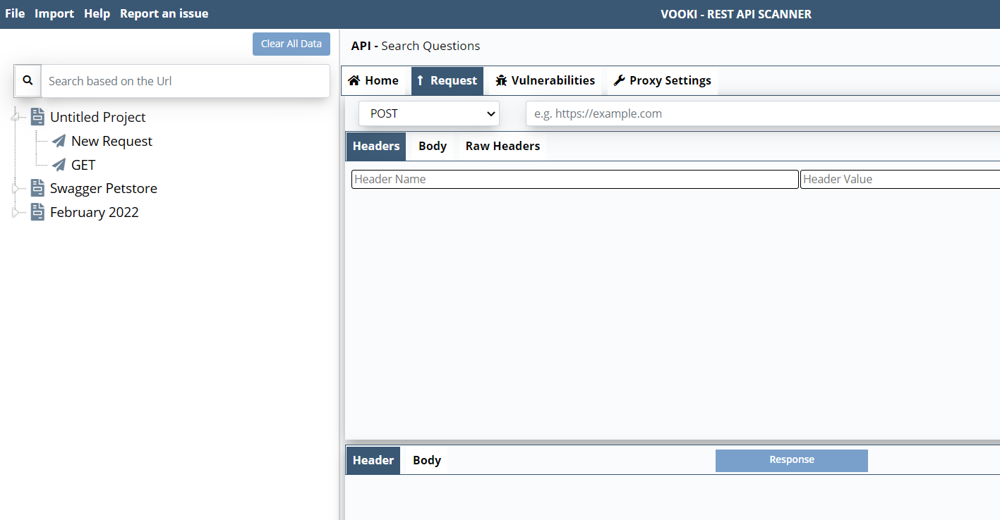 File Import Help Report an issue
VOOKI - REST API SCANNER
Clear All Data
Search based on the Url
Untitled Project
New Request
GET
Swagger Petstore
February 2022
API - Search Questions
Home Request Vulnerabilities Proxy Settings
POST e.g. https://example.com
Headers Body Raw Headers
Header Name Header Value
Header Body Response